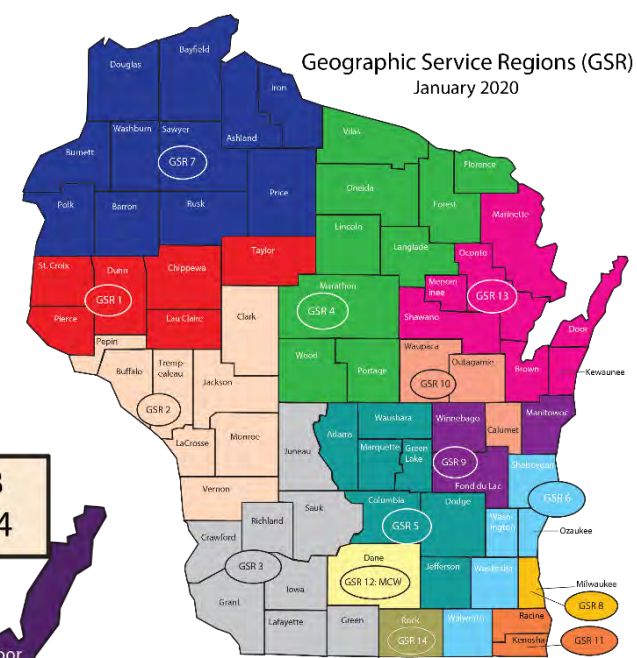 Geographic Service Regions (GSR)
January 2020
Bayfield
Douglas
Iron
Washburn
Sawyer
Ashland
Burnett
GSR 7
Polk
Barron
Rusk
Price
Vilas
Florence
Oneida
Forest
Marinette
Lincoln
Langlade
Oconto
Taylor
St. Croix
Dunn
Chippewa
Marathon
Menom
inee
GSR 13
GSR 1
GSR 4
Pierce
Eau Claire
Clark
Shawano
Door
Pepin
Waupaca
Outagamie
Buffalo
Tremp-
ealeau
Jackson
Wood
Portage
GSR 10
Brown
Kewaunee
GSR 2
Waushara
Winnebago
Manitowoc
Adams
Calumet
LaCrosse
Monroe
Juneau
Marquette
Green
Lake
GSR 9
Sheboygan
Fond du Lac
Vernon
Columbia
Dodge
GSR 6
Sauk
Richland
GSR 5
Wash-
ington
Ozaukee
Crawford
Dane
GSR 3
Jefferson
Waukesha
Milwaukee
GSR 12: MCW
Iowa
GSR 8
Grant
Lafayette
Green
Rock
Walworth
Racine
GSR 14
Kenosha
GSR 11
4
oor